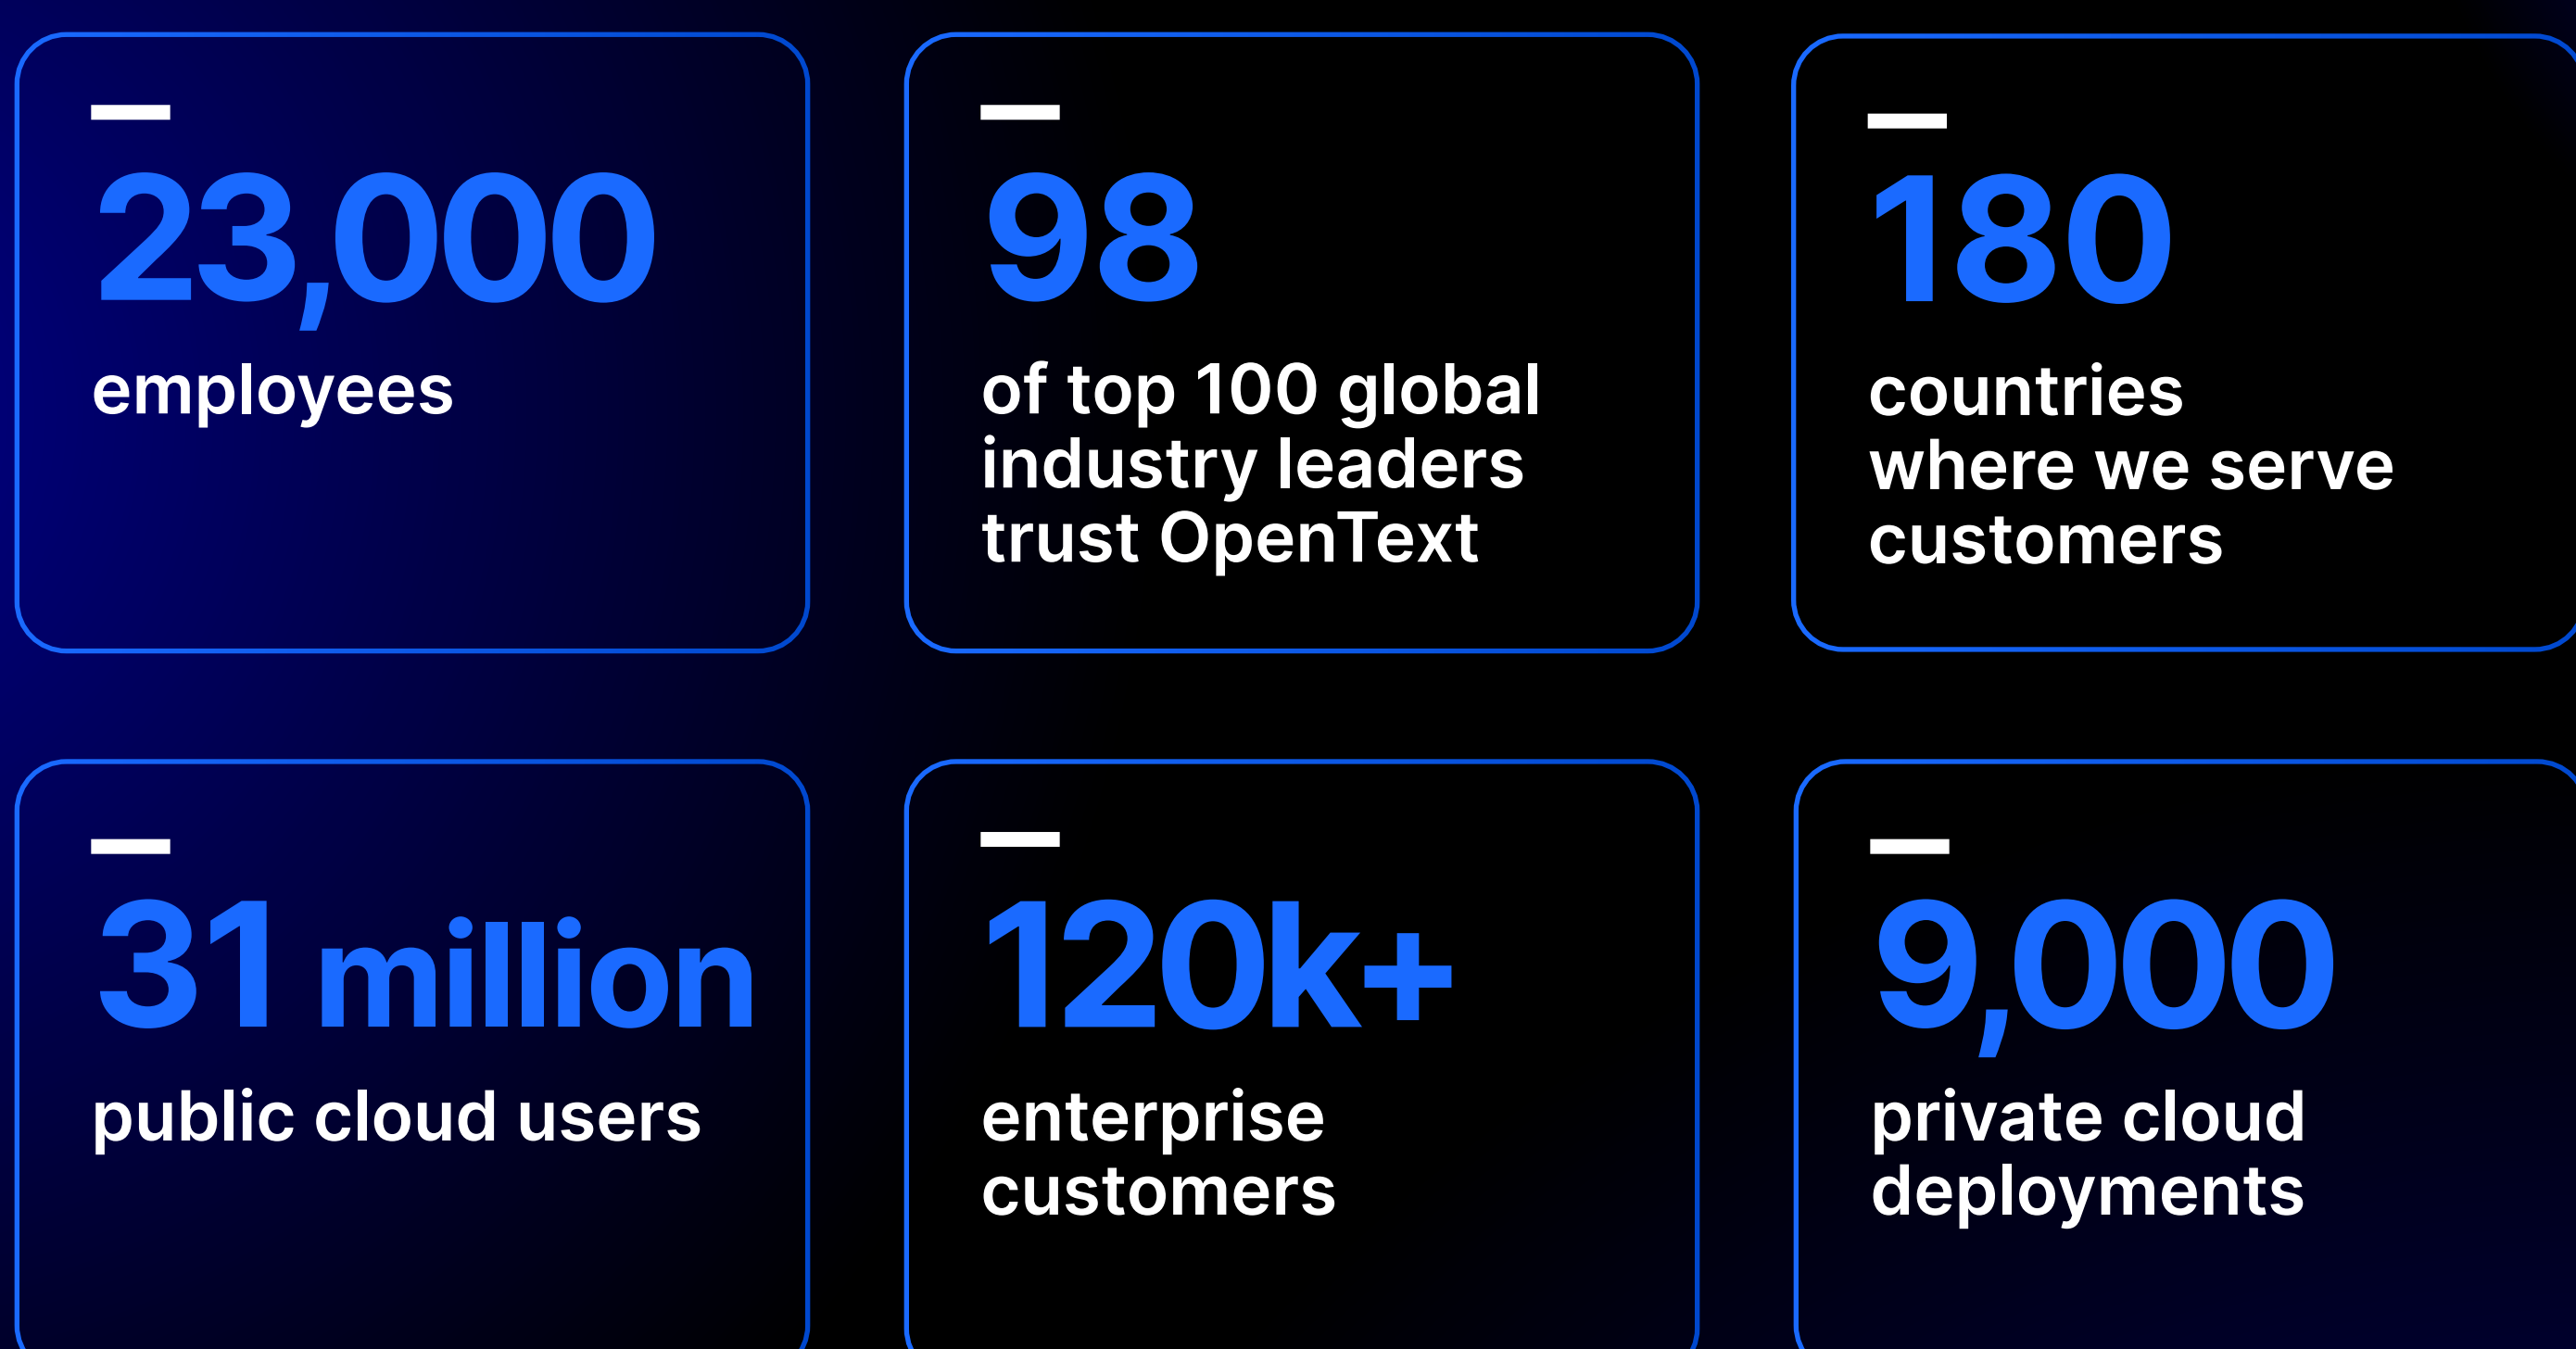 23,000
employees
98
of top 100 global
industry leaders
trust OpenText
180
countries
where we serve
customers
31 million
public cloud users
120k+
enterprise
customers
9,000
private cloud
deployments